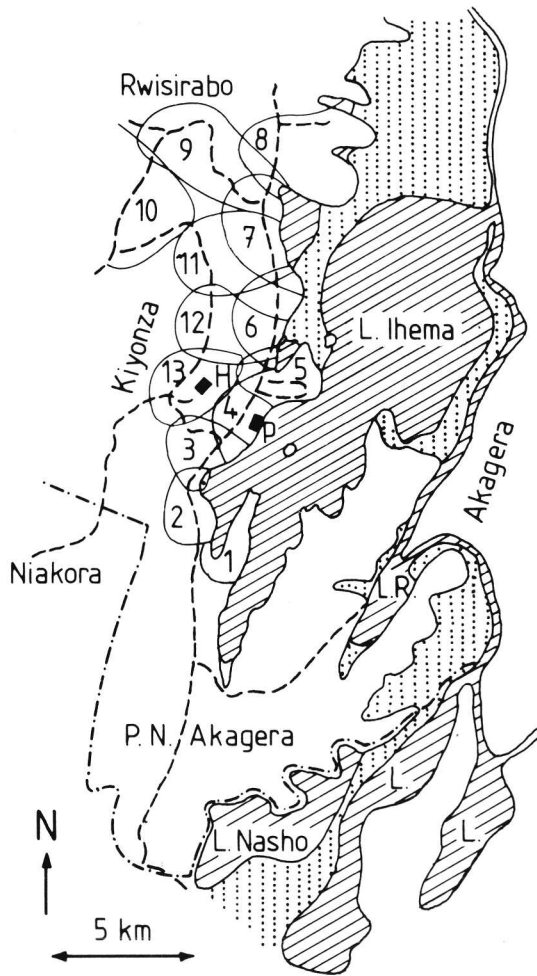 Rwisirabo
9
8
10
7
11
Kiyonza
12
6
L. Ihema
13
H
5
4
P
3
Akagera
2
Niakora
1
L.R.
P.N. Akagera
L.
N
L. Nasho
L.
5 km